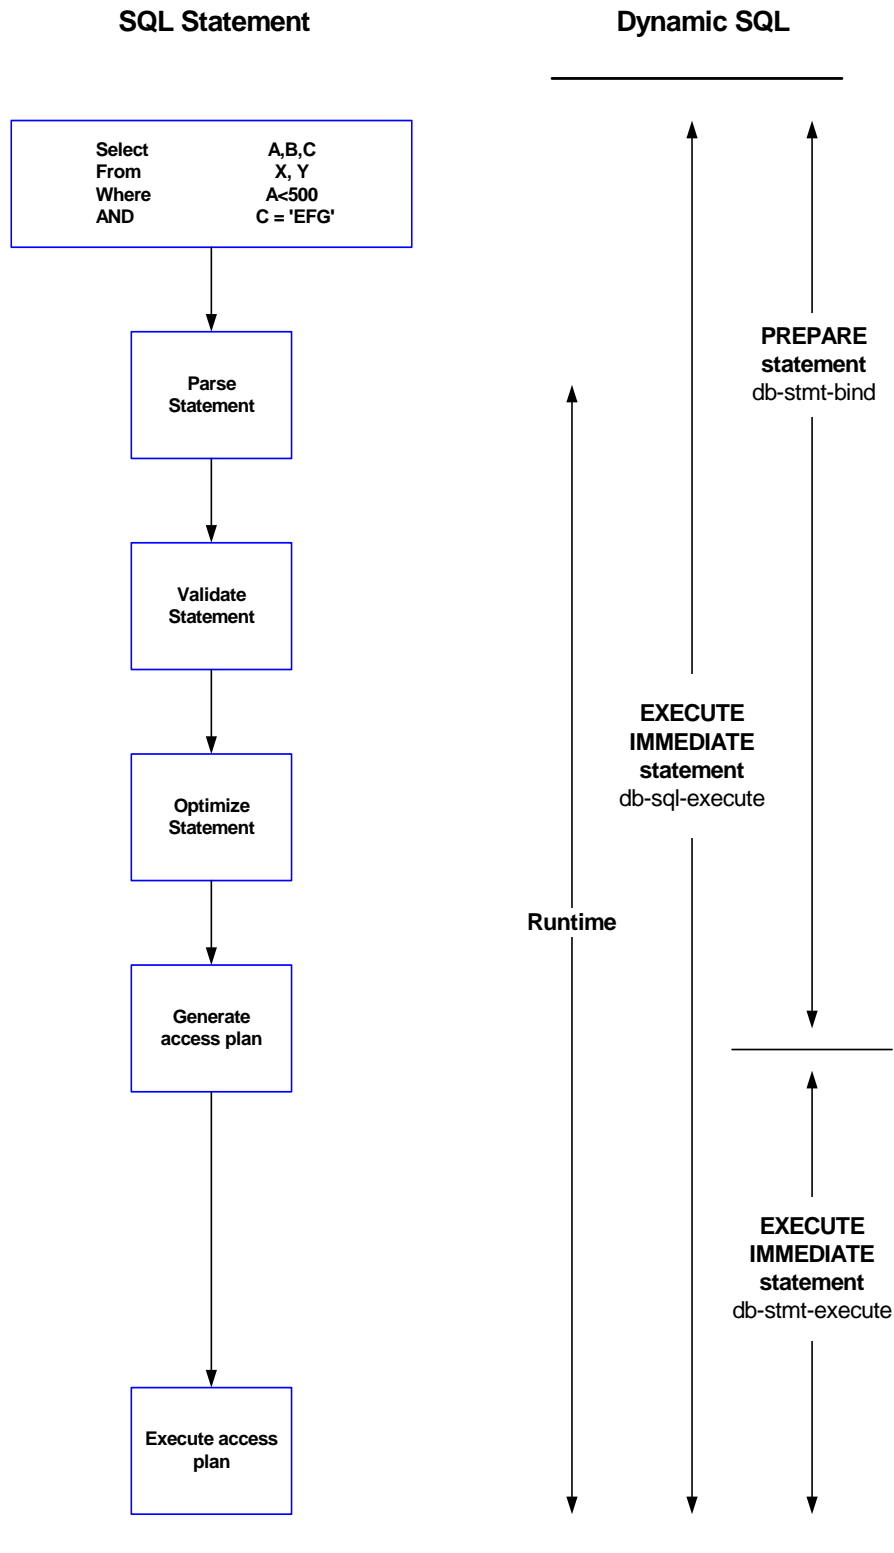 SQL Statement
Dynamic SQL
Select A,B,C
From X, Y
Where A<500
AND C = 'EFG'
Parse
Statement
Validate
Statement
Optimize
Statement
Generate
access plan
Execute access
plan
Runtime
EXECUTE
IMMEDIATE
statement
db-sql-execute
PREPARE
statement
db-stmt-bind
EXECUTE
IMMEDIATE
statement
db-stmt-execute